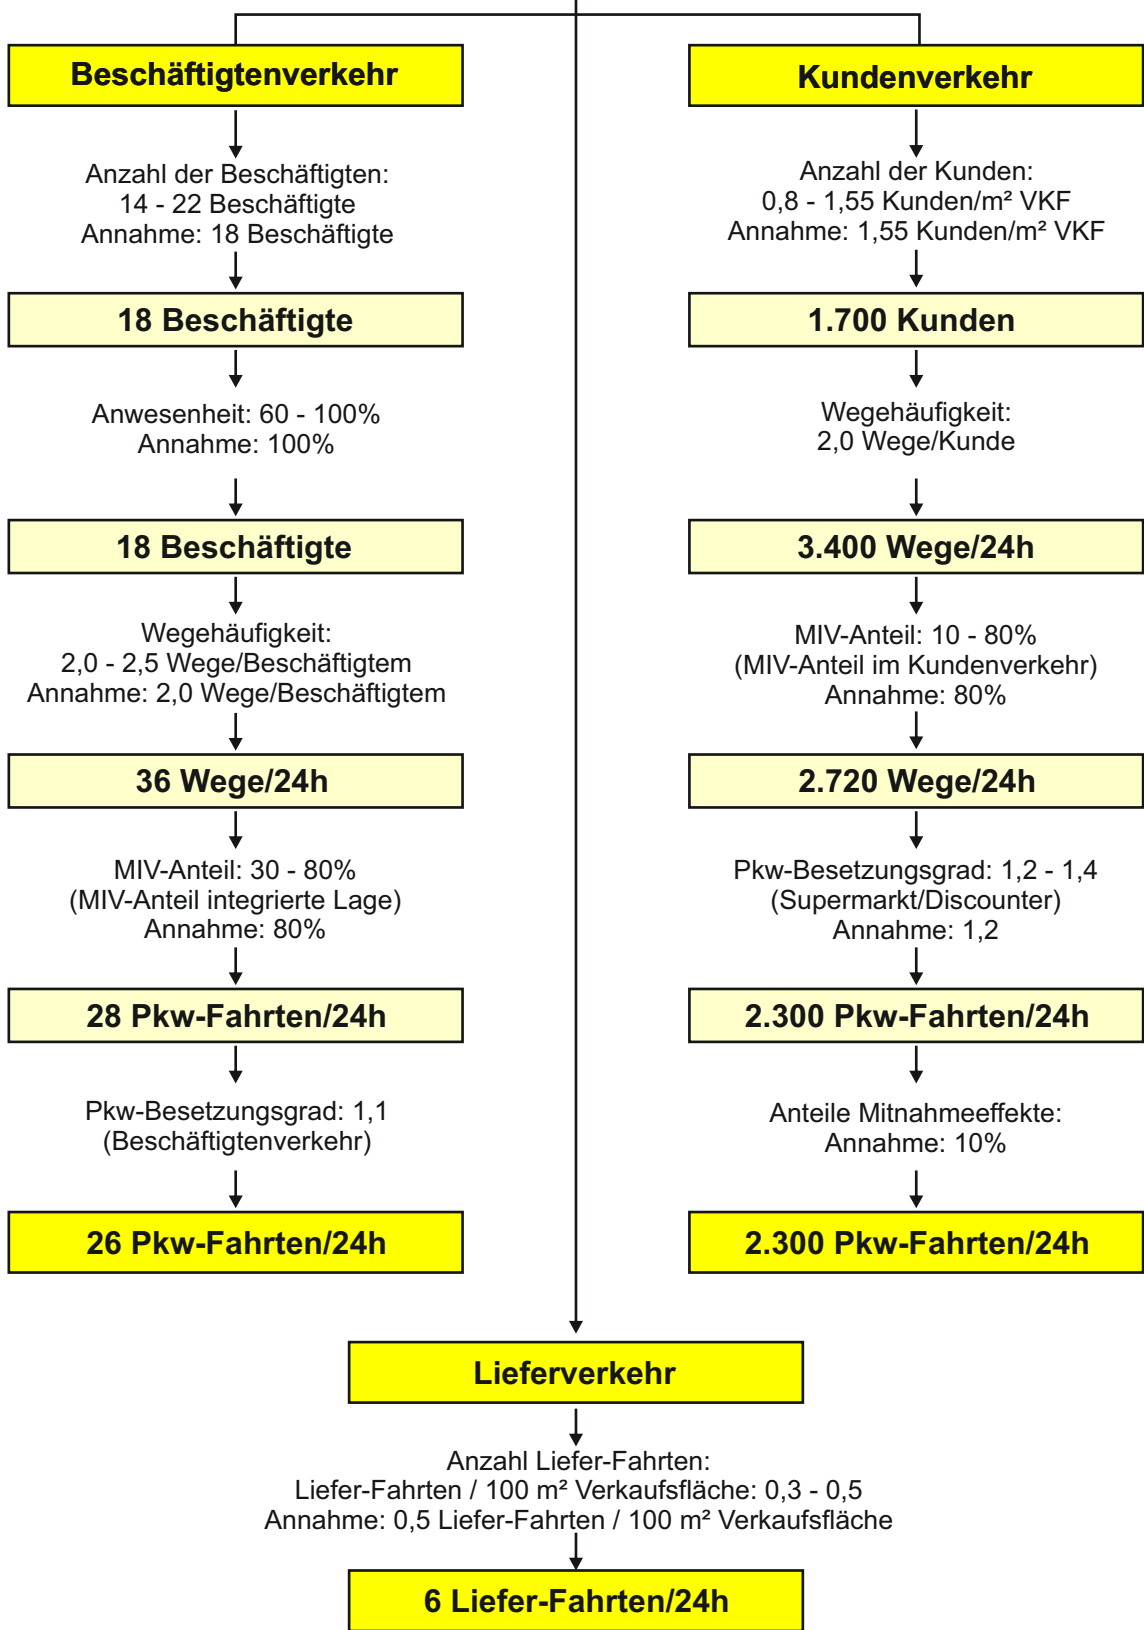 Beschäftigtenverkehr
Anzahl der Beschäftigten:
14 - 22 Beschäftigte
Annahme: 18 Beschäftigte
18 Beschäftigte
Anwesenheit: 60 - 100%
Annahme: 100%
18 Beschäftigte
Wegehäufigkeit:
2,0 - 2,5 Wege/Beschäftigtem
Annahme: 2,0 Wege/Beschäftigtem
36 Wege/24h
MIV-Anteil: 30 - 80%
(MIV-Anteil integrierte Lage)
Annahme: 80%
28 Pkw-Fahrten/24h
Pkw-Besetzungsgrad: 1,1
(Beschäftigtenverkehr)
26 Pkw-Fahrten/24h
Kundenverkehr
Anzahl der Kunden:
0,8 - 1,55 Kunden/m² VKF
Annahme: 1,55 Kunden/m² VKF
1.700 Kunden
Wegehäufigkeit:
2,0 Wege/Kunde
3.400 Wege/24h
MIV-Anteil: 10 - 80%
(MIV-Anteil im Kundenverkehr)
Annahme: 80%
2.720 Wege/24h
Pkw-Besetzungsgrad: 1,2 - 1,4
(Supermarkt/Discounter)
Annahme: 1,2
2.300 Pkw-Fahrten/24h
Anteile Mitnahmeeffekte:
Annahme: 10%
2.300 Pkw-Fahrten/24h
Lieferverkehr
Anzahl Liefer-Fahrten:
Liefer-Fahrten / 100 m² Verkaufsfläche: 0,3 - 0,5
Annahme: 0,5 Liefer-Fahrten / 100 m² Verkaufsfläche
6 Liefer-Fahrten/24h